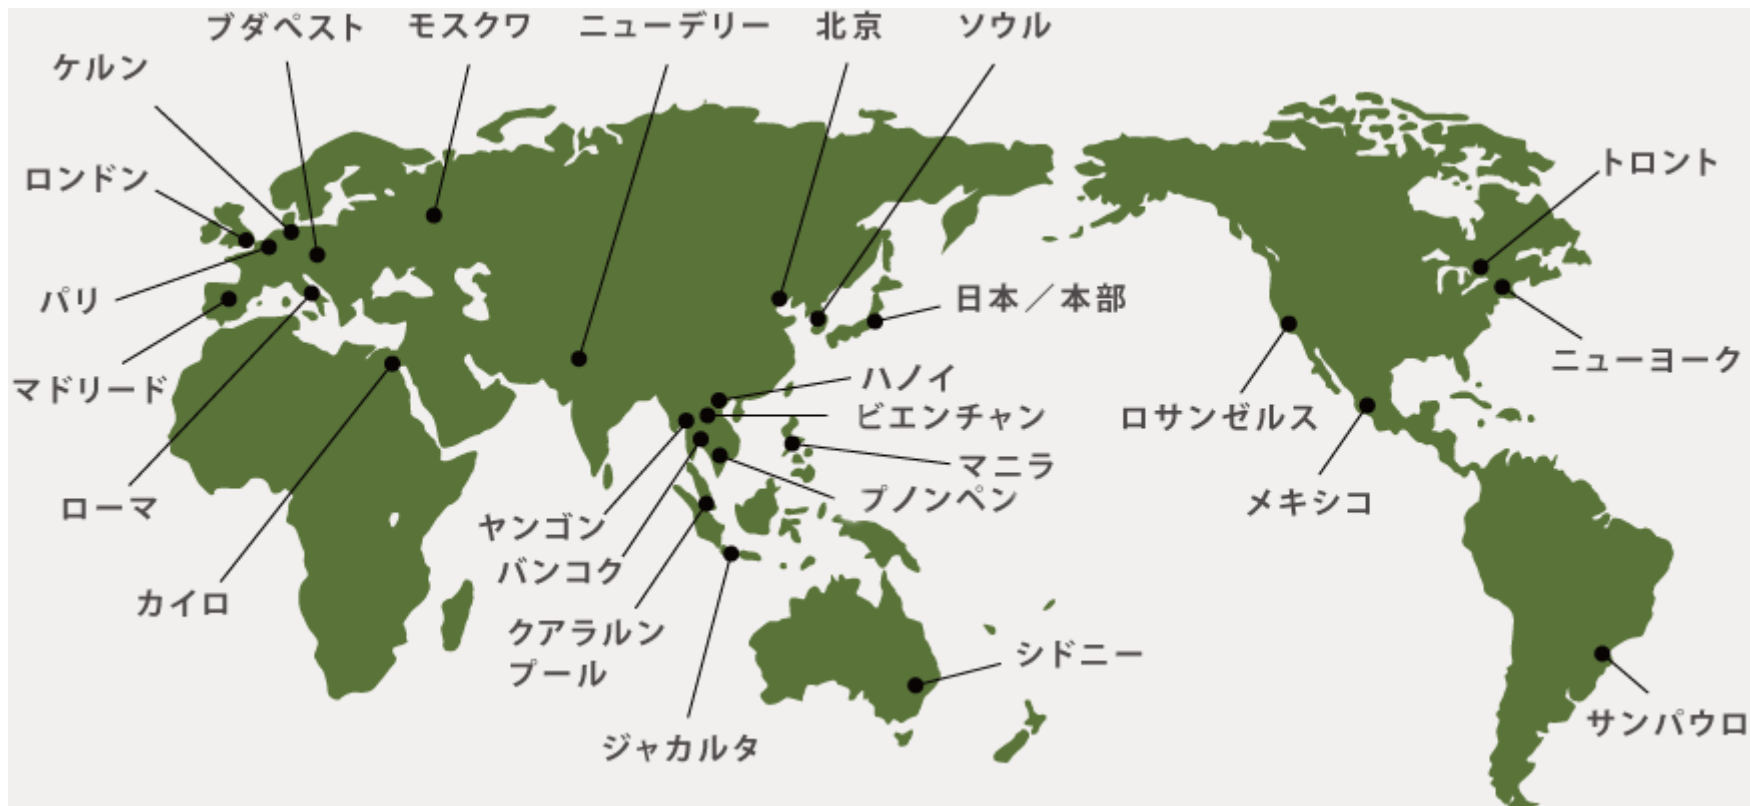 ブダペスト
モスクワ
ニューデリー
北京
ソウル
ケルン
トロント
ロンドン
パリ
日本／本部
ニューヨーク
マドリード
ハノイ
ビエンチャン
ロサンゼルス
マニラ
プノンペン
メキシコ
ローマ
ヤンゴン
バンコク
カイロ
クアラルン
プール
シドニー
サンパウロ
ジャカルタ